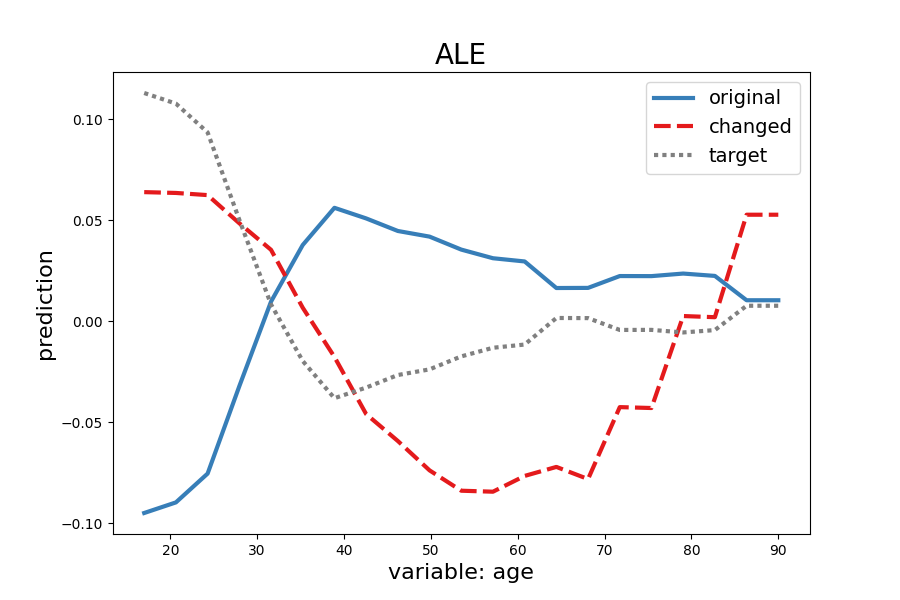 ALE
original
changed
target
0.10
0.05
0.00
−0.05
−0.10
prediction
20 30 40 50 60 70 80 90
variable: age